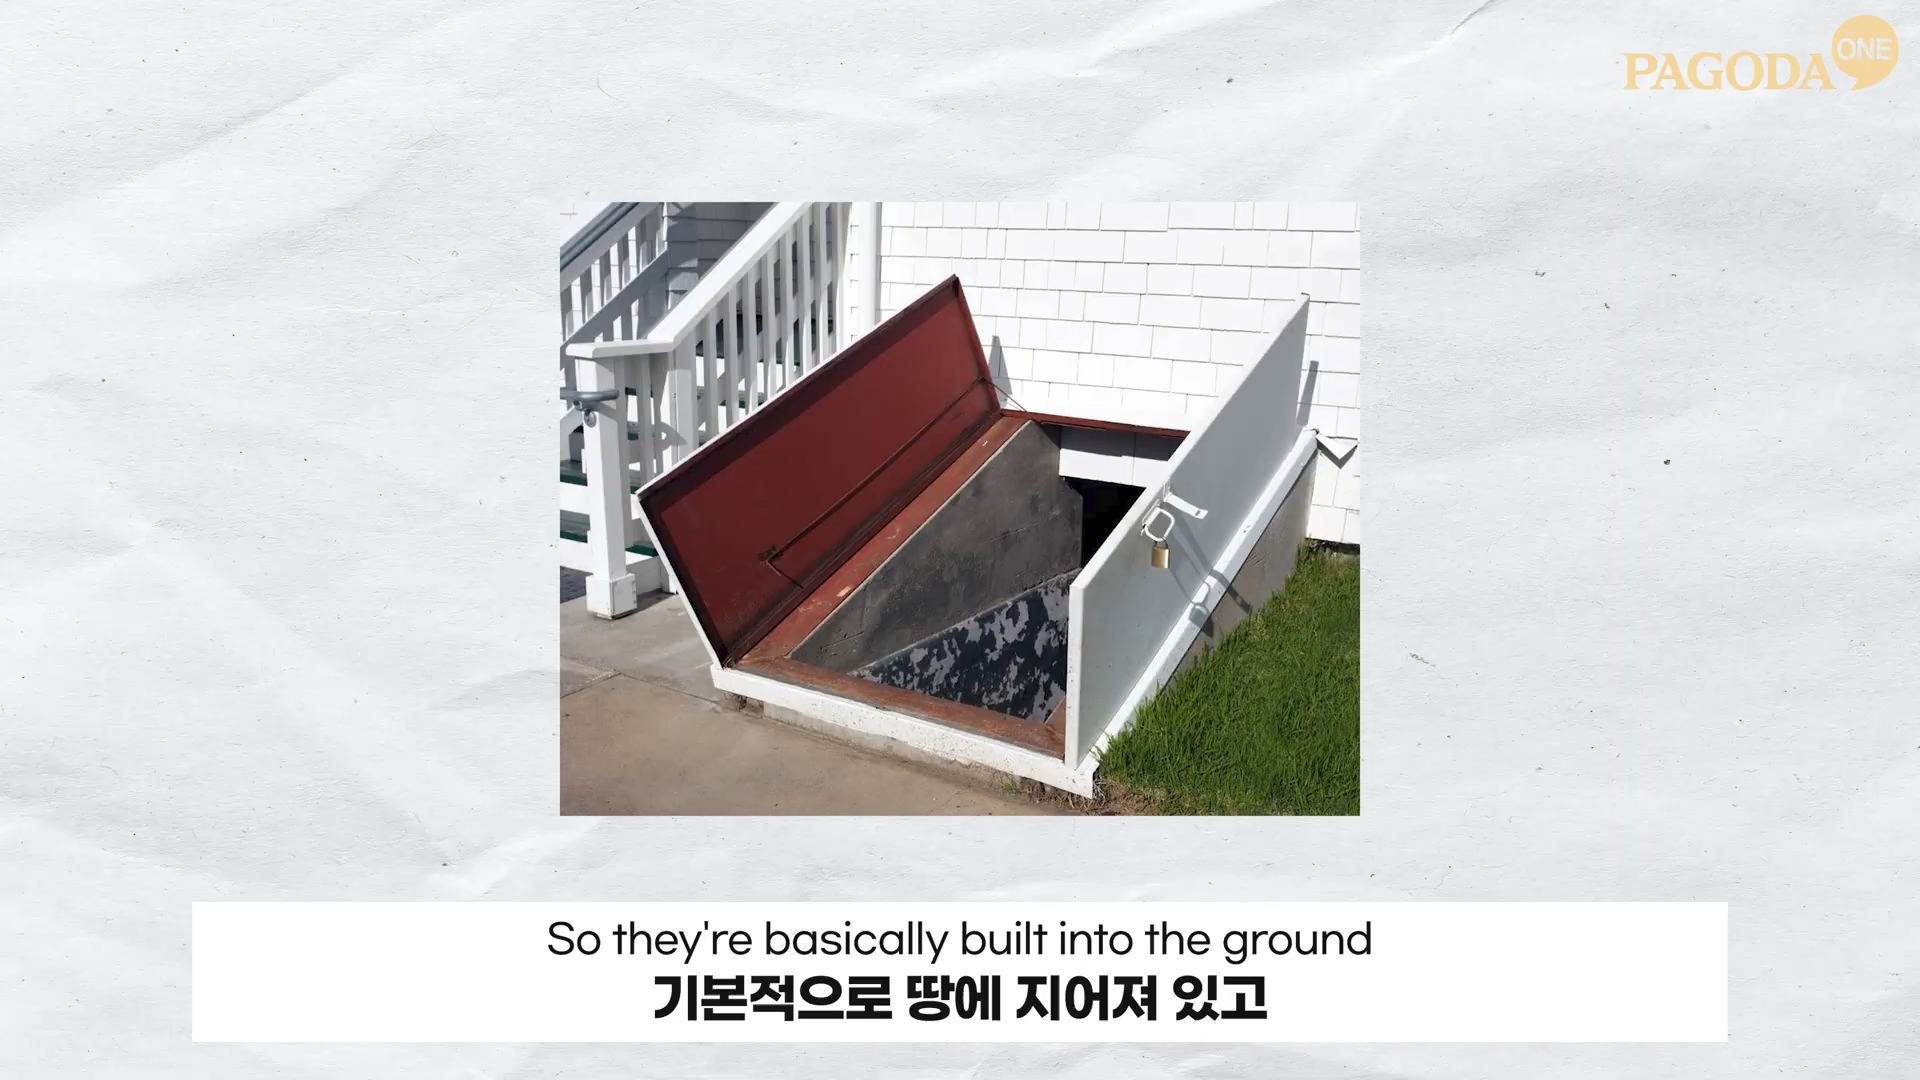 PAGODA ONE
So they're basically built into the ground
기본적으로 땅에 지어져 있고